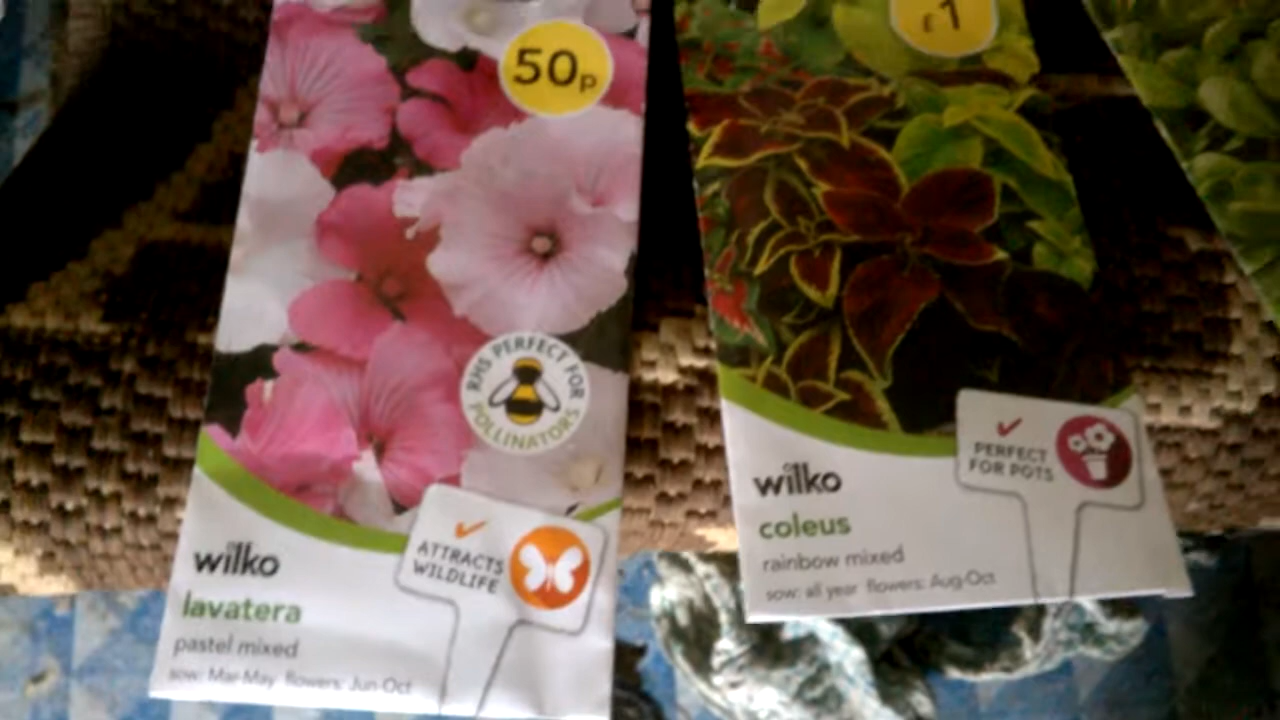 50p
RHS PERFECT FOR
POLLINATORS
ATTRACTS
WILDLIFE
wilko
lavatera
pastel mixed
sow: Mar-May flowers: Jun-Oct
£1
PERFECT
FOR POTS
wilko
coleus
rainbow mixed
sow: all year flowers: Aug-Oct